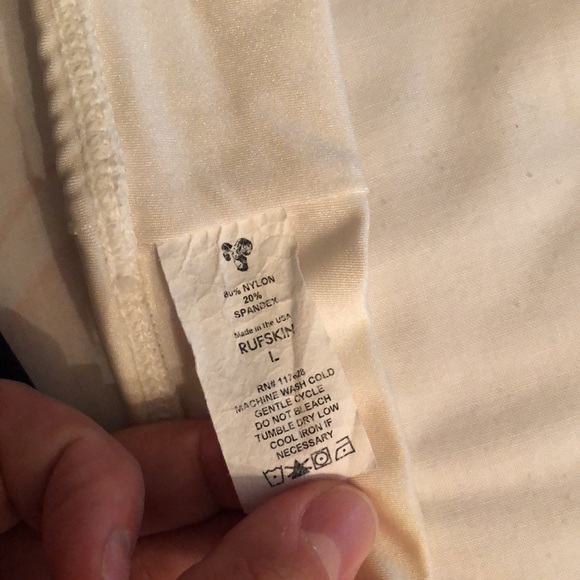 80% NYLON
20%
SPANDEX
Made in the USA
RUFSKIN
L
RN#
MACHINE WASH COLD
GENTLE CYCLE
DO NOT BLEACH
TUMBLE DRY LOW
COOL IRON IF
NECESSARY